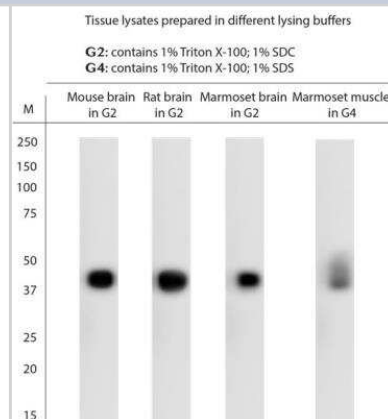 Tissue lysates prepared in different lysing buffers
G2: contains 1% Triton X-100; 1% SDC
G4: contains 1% Triton X-100; 1% SDS
M
Mouse brain in G2
Rat brain in G2
Marmoset brain in G2
Marmoset muscle in G4
250
150
100
75
50
37
25
20
15